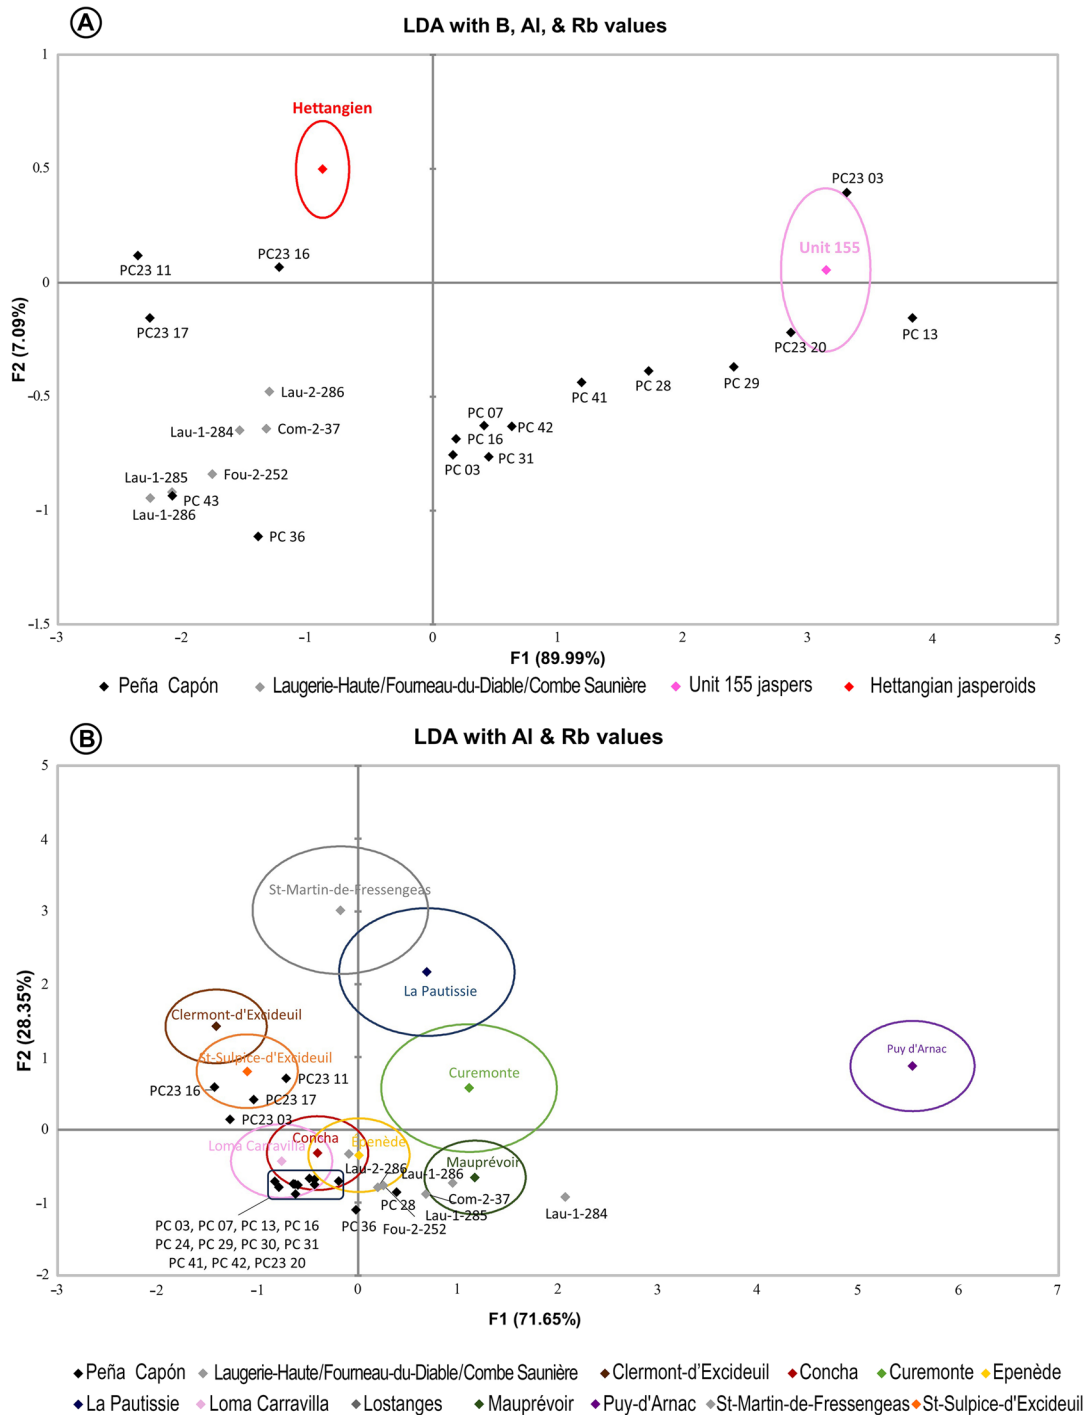 A
LDA with B, Al, & Rb values
1
Hettangien
0.5
PC23 03
PC23 16
Unit 155
PC23 11
0
PC23 17
PC 13
PC23 20
F2 (7.09%)
PC 29
PC 28
Lau-2-286
PC 41
−0.5
PC 07
Lau-1-284
Com-2-37
PC 42
PC 16
PC 31
PC 03
Lau-1-285
Fou-2-252
PC 43
−1
Lau-1-286
PC 36
−1.5
−3 −2 −1 0 1 2 3 4 5
F1 (89.99%)
Peña Capón Laugerie-Haute/Fourneau-du-Diable/Combe Saunière Unit 155 jaspers Hettangian jasperoids
B
LDA with Al & Rb values
5
4
St-Martin-de-Fressengeas
3
La Pautissie
2
Clermont-d'Excideuil
F2 (28.35%)
St-Sulpice-d'Excideuil
Puy d'Arnac
1
Curemonte
PC23 11
PC23 16
PC23 17
PC23 03
0
Concha
Loma Carravilla
Épenède
Mauprévoir
Lau-2-286
Lau-1-286
Com-2-37
−1
PC 28
Lau-1-285
Lau-1-284
PC 36
Fou-2-252
PC 03, PC 07, PC 13, PC 16
PC 24, PC 29, PC 30, PC 31
PC 41, PC 42, PC23 20
−2
−3 −2 −1 0 1 2 3 4 5 6 7
F1 (71.65%)
Peña Capón Laugerie-Haute/Fourneau-du-Diable/Combe Saunière Clermont-d'Excideuil Concha Curemonte Epenède
La Pautissie Loma Carravilla Lostanges Mauprévoir Puy-d'Arnac St-Martin-de-Fressengeas St-Sulpice-d'Excideuil